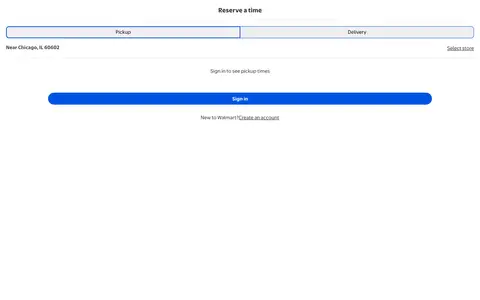 Reserve a time
Pickup
Delivery
Near Chicago, IL 60602
Select store
Sign in to see pickup times
Sign in
New to Walmart?Create an account